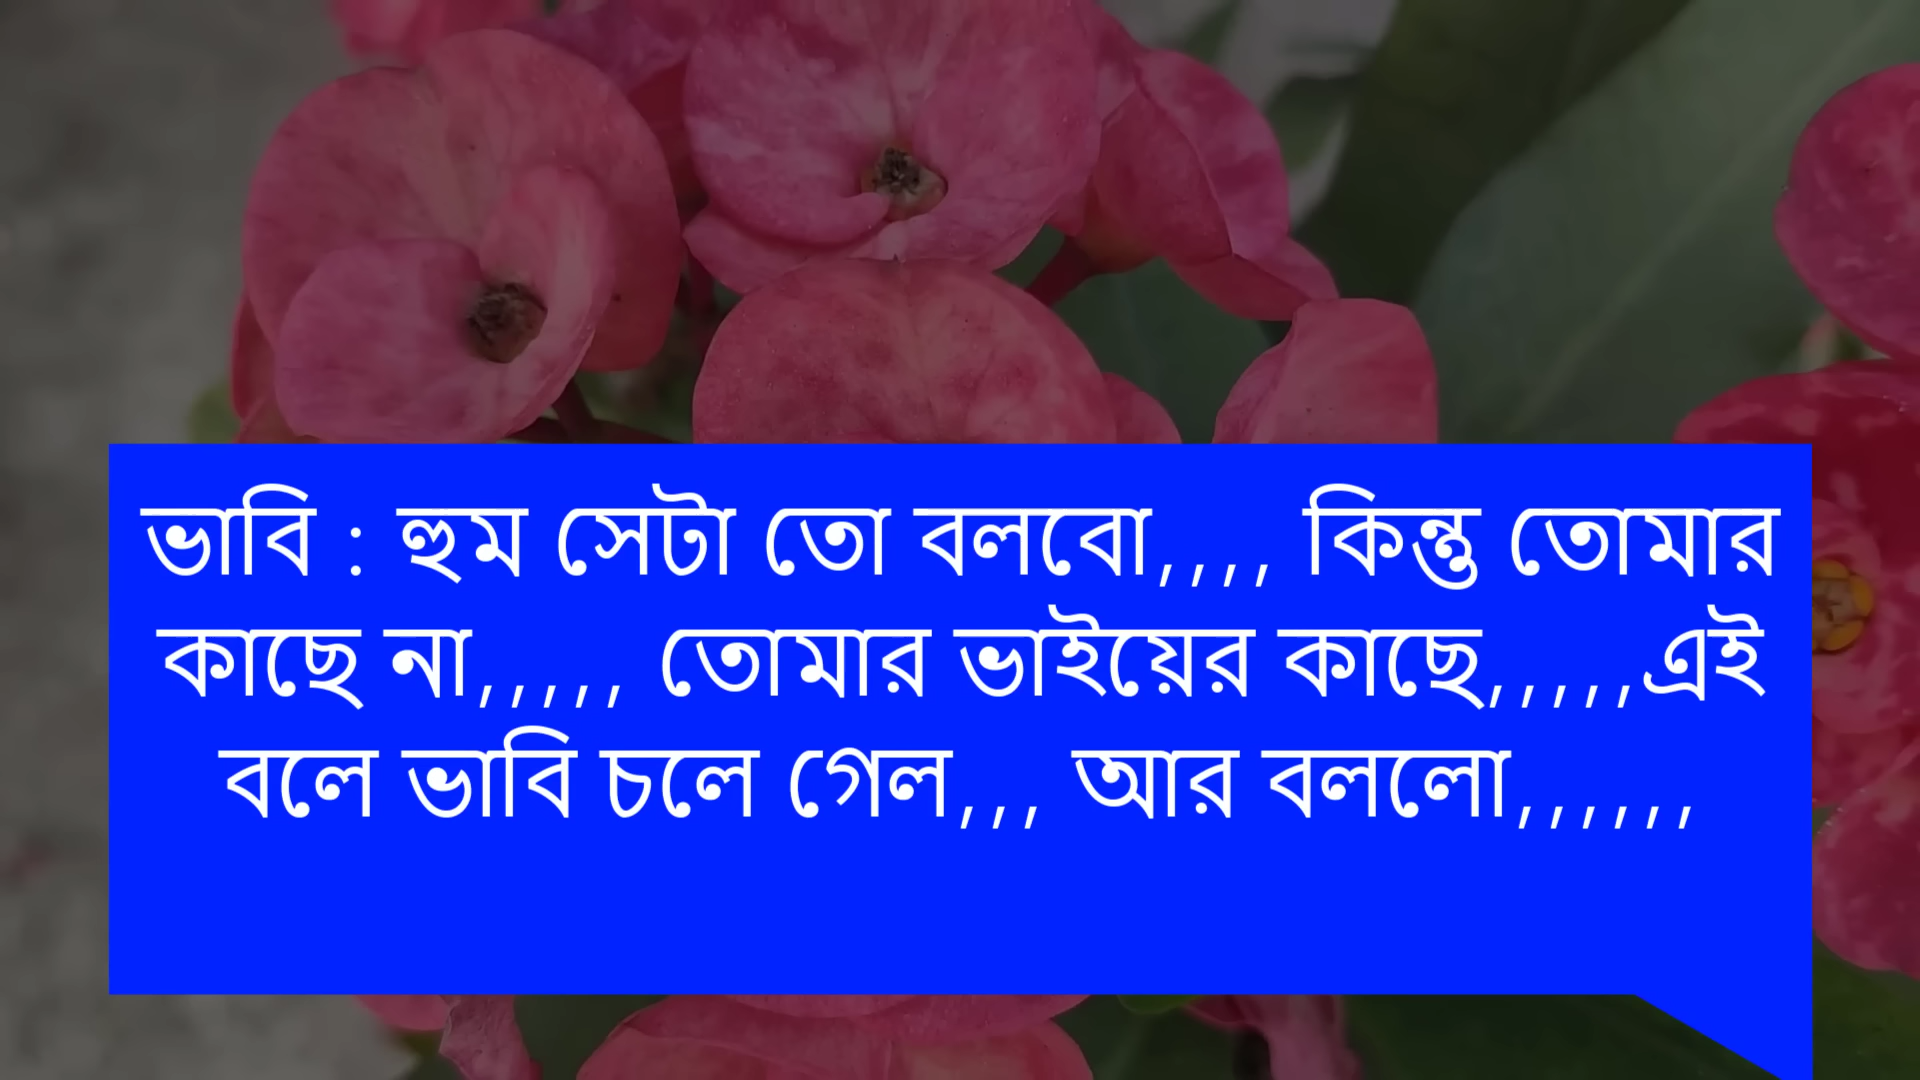 ভাবি : হুম সেটা তো বলবো,,,, কিন্তু তোমার
কাছে না,,,,, তোমার ভাইয়ের কাছে,,,,,এই
বলে ভাবি চলে গেল,,, আর বললো,,,,,,